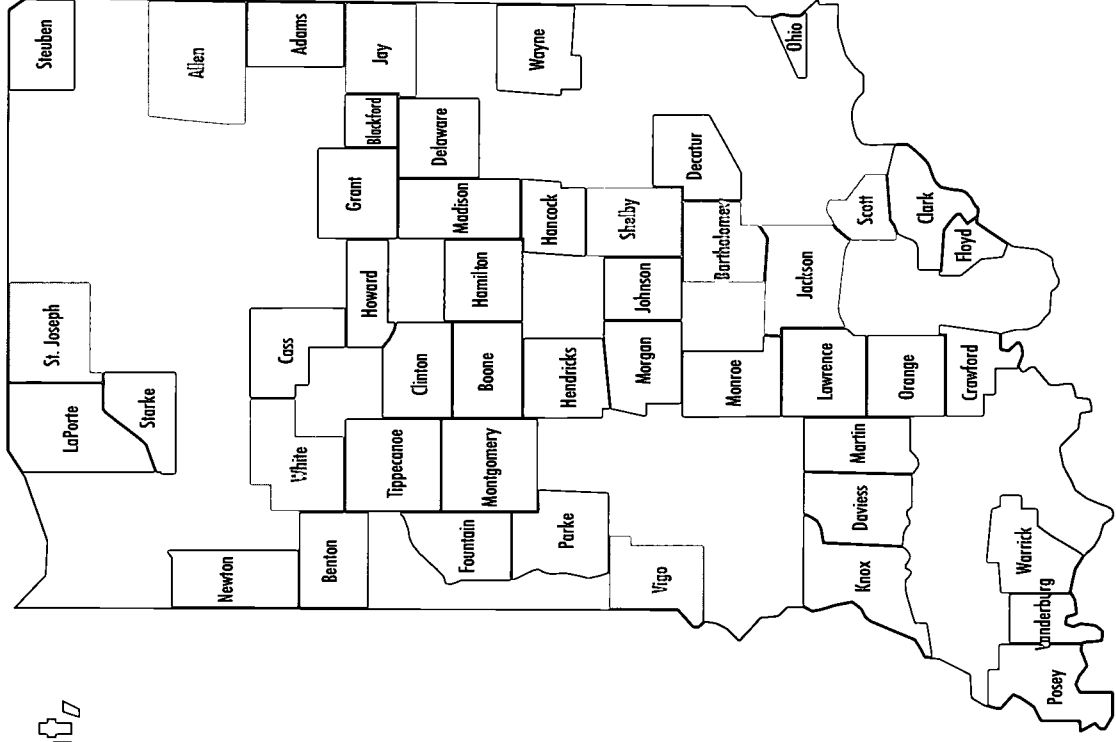 Steuben
Allen
Adams
Jay
Wayne
Ohio
Blackford
Delaware
Decatur
Grant
Madison
Hancock
Shelby
Bartholomew
Scott
Clark
Floyd
St. Joseph
Cass
Howard
Hamilton
Johnson
Jackson
LaPorte
Starke
Clinton
Boone
Hendricks
Morgan
Monroe
Lawrence
Orange
Crawford
White
Tippecanoe
Montgomery
Martin
Newton
Benton
Fountain
Parke
Vigo
Daviess
Knox
Warrick
Vanderburg
Posey